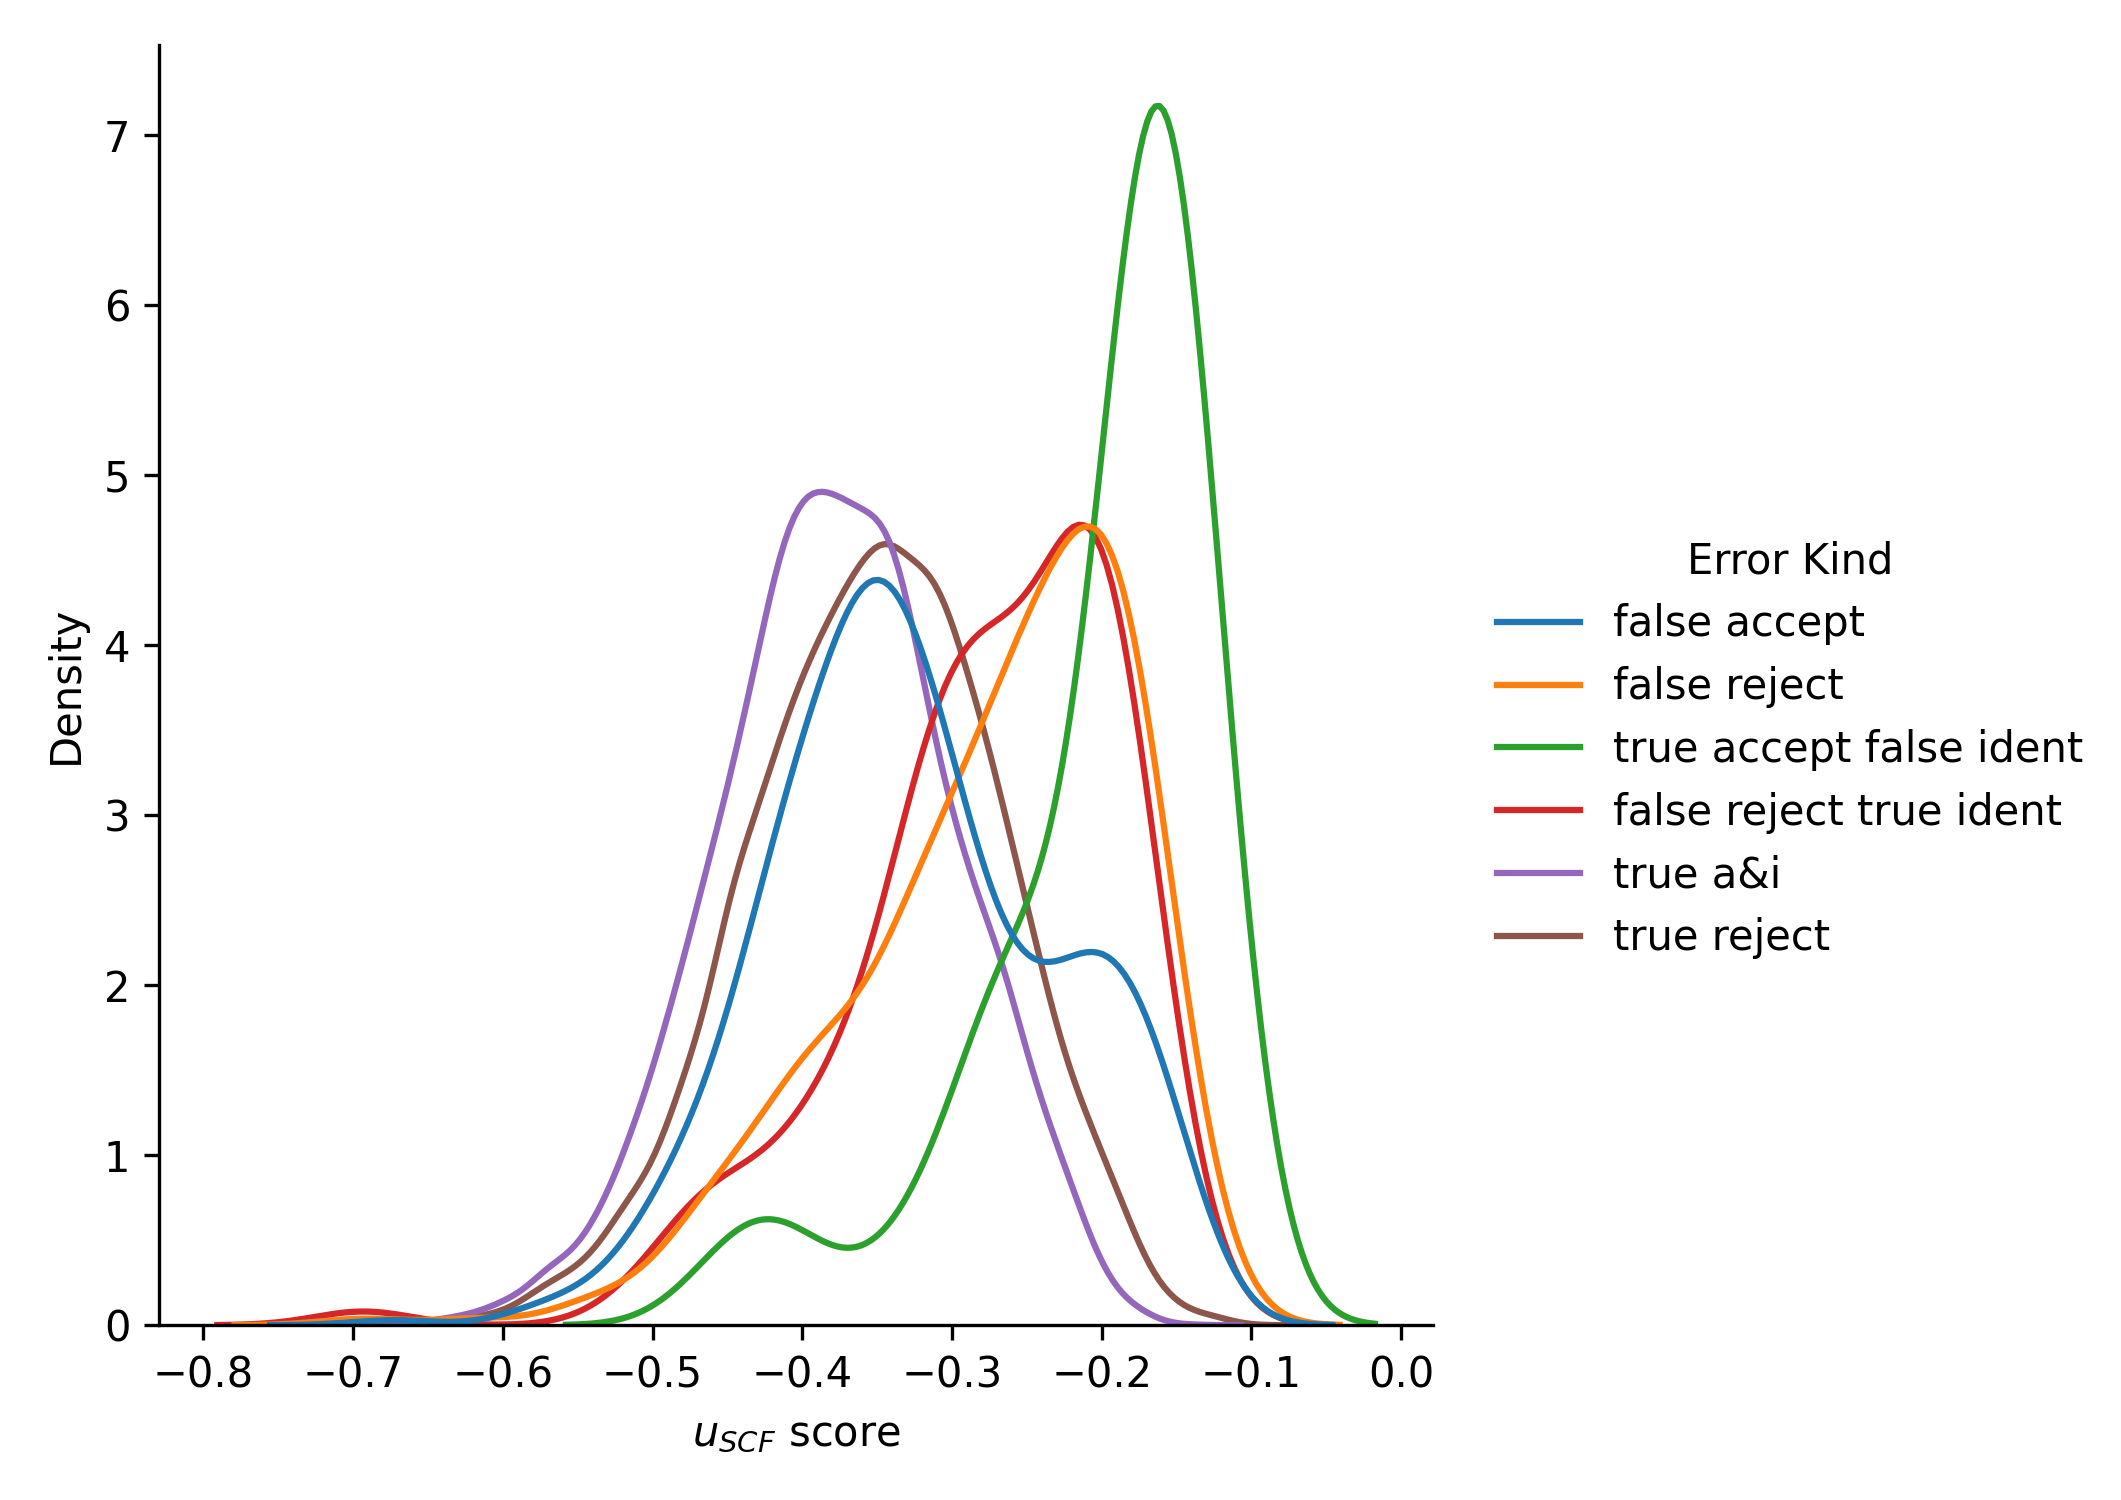 7
6
5
4
3
2
1
0
Density
−0.8 −0.7 −0.6 −0.5 −0.4 −0.3 −0.2 −0.1 0.0
u_SCF score
Error Kind
false accept
false reject
true accept false ident
false reject true ident
true a&i
true reject